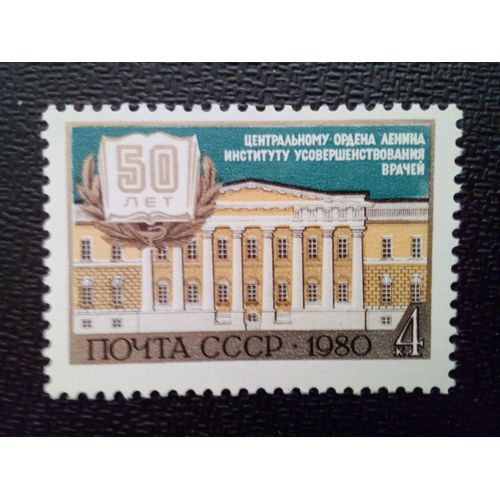 50
ЛЕТ
ЦЕНТРАЛЬНОМУ ОРДЕНА ЛЕНИНА
ИНСТИТУТУ УСОВЕРШЕНСТВОВАНИЯ
ВРАЧЕЙ
ПОЧТА СССР · 1980
4
К